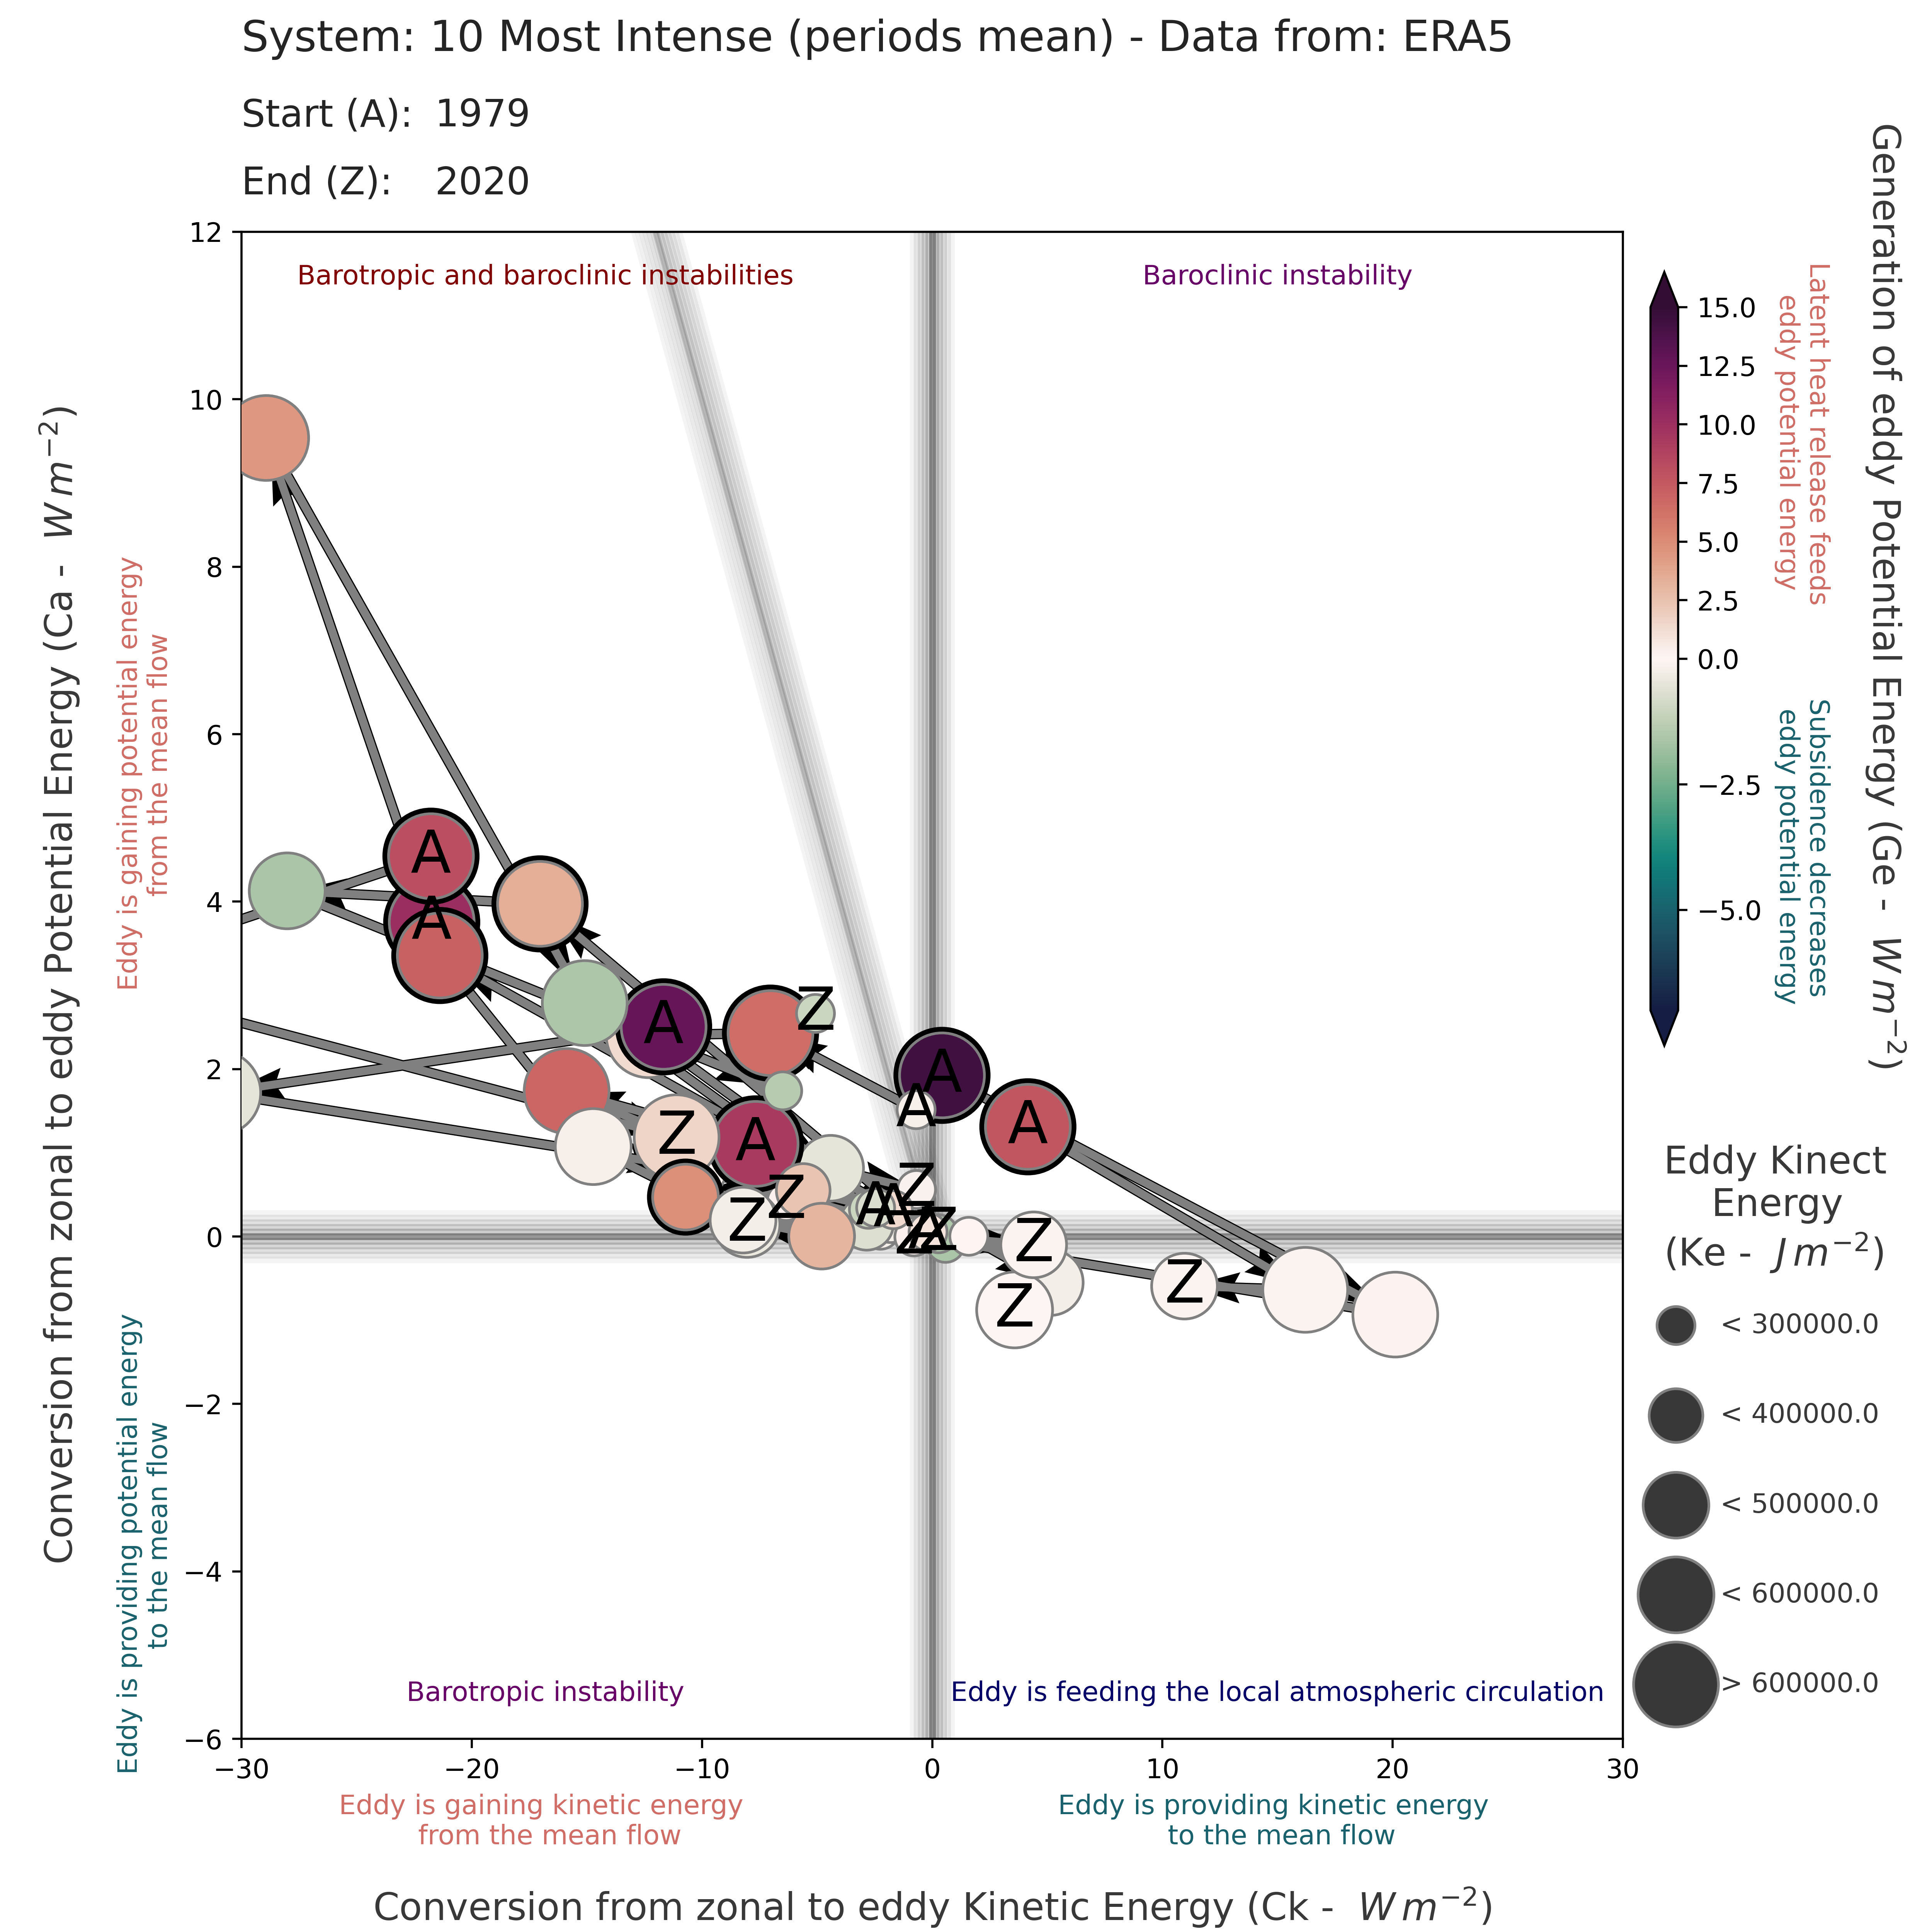 System: 10 Most Intense (periods mean) - Data from: ERA5
Start (A): 1979
End (Z): 2020
Barotropic and baroclinic instabilities
Baroclinic instability
Barotropic instability
Eddy is feeding the local atmospheric circulation
12
10
8
6
4
2
0
−2
−4
−6
−30
−20
−10
0
10
20
30
Conversion from zonal to eddy Potential Energy (Ca - W m−2)
Eddy is gaining potential energy
from the mean flow
Eddy is providing potential energy
to the mean flow
A
A
A
Z
A
A
A
A
Z
Z
Z
Z
Z
A
A
Z
A
Z
Z
Z
Z
Eddy is gaining kinetic energy
from the mean flow
Eddy is providing kinetic energy
to the mean flow
Conversion from zonal to eddy Kinetic Energy (Ck - W m−2)
15.0
12.5
10.0
7.5
5.0
2.5
0.0
−2.5
−5.0
Latent heat release feeds
eddy potential energy
Subsidence decreases
eddy potential energy
Generation of eddy Potential Energy (Ge - W m−2)
Eddy Kinect
Energy
(Ke - J m−2)
< 300000.0
< 400000.0
< 500000.0
< 600000.0
> 600000.0